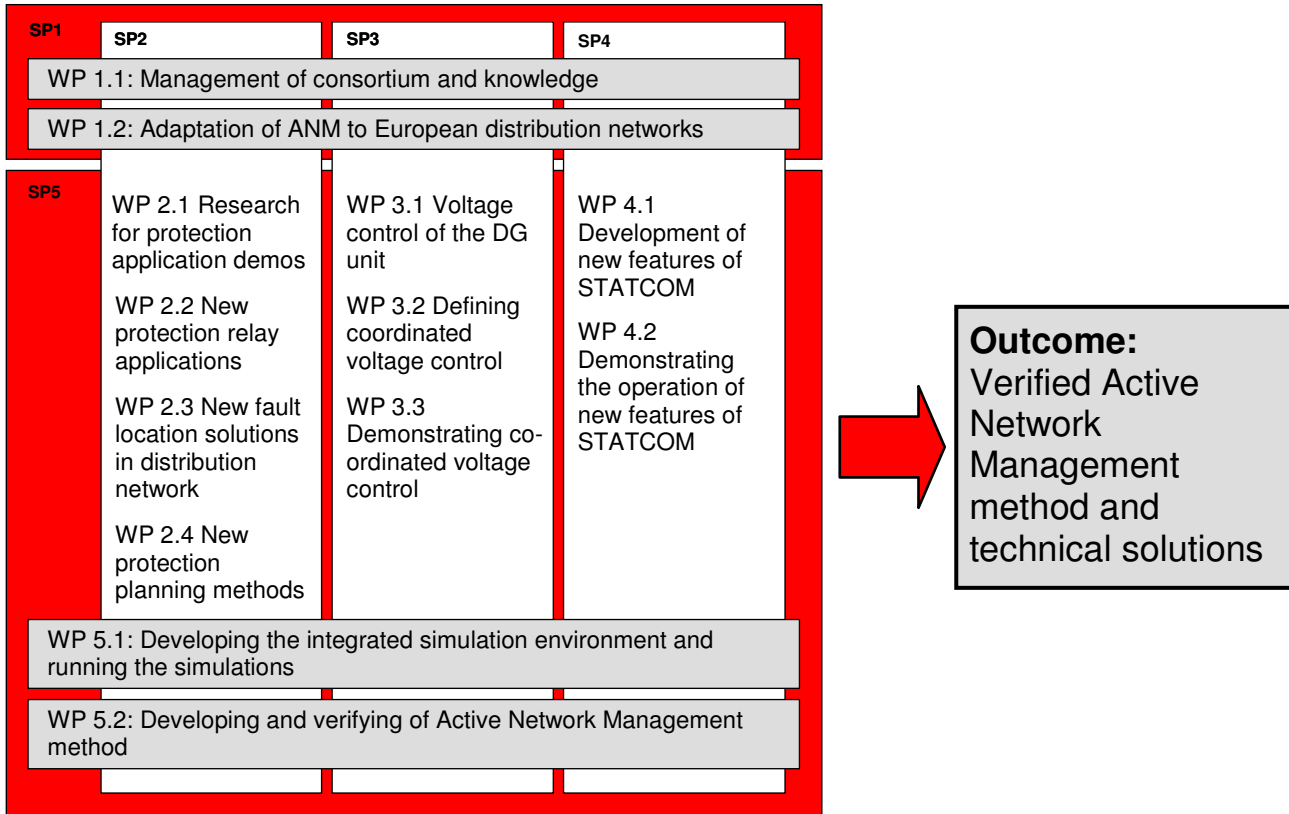 SP1
SP2
SP3
SP4
WP 1.1: Management of consortium and knowledge
WP 1.2: Adaptation of ANM to European distribution networks
SP5
WP 2.1 Research
for protection
application demos
WP 2.2 New
protection relay
applications
WP 2.3 New fault
location solutions
in distribution
network
WP 2.4 New
protection
planning methods
WP 3.1 Voltage
control of the DG
unit
WP 3.2 Defining
coordinated
voltage control
WP 3.3
Demonstrating co-
ordinated voltage
control
WP 4.1
Development of
new features of
STATCOM
WP 4.2
Demonstrating
the operation of
new features of
STATCOM
WP 5.1: Developing the integrated simulation environment and
running the simulations
WP 5.2: Developing and verifying of Active Network Management
method
Outcome:
Verified Active
Network
Management
method and
technical solutions